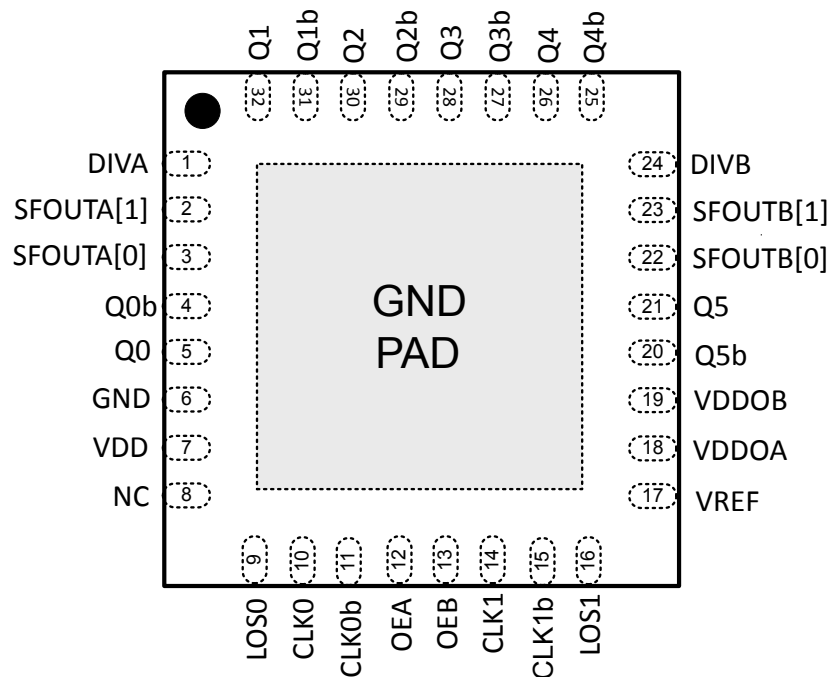 Q1
Q1b
Q2
Q2b
Q3
Q3b
Q4
Q4b
32
31
30
29
28
27
26
25
DIVA 1
SFOUTA[1] 2
SFOUTA[0] 3
Q0b 4
Q0 5
GND 6
VDD 7
NC 8
GND
PAD
24 DIVB
23 SFOUTB[1]
22 SFOUTB[0]
21 Q5
20 Q5b
19 VDDOB
18 VDDOA
17 VREF
9
10
11
12
13
14
15
16
LOS0
CLK0
CLK0b
OEA
OEB
CLK1
CLK1b
LOS1